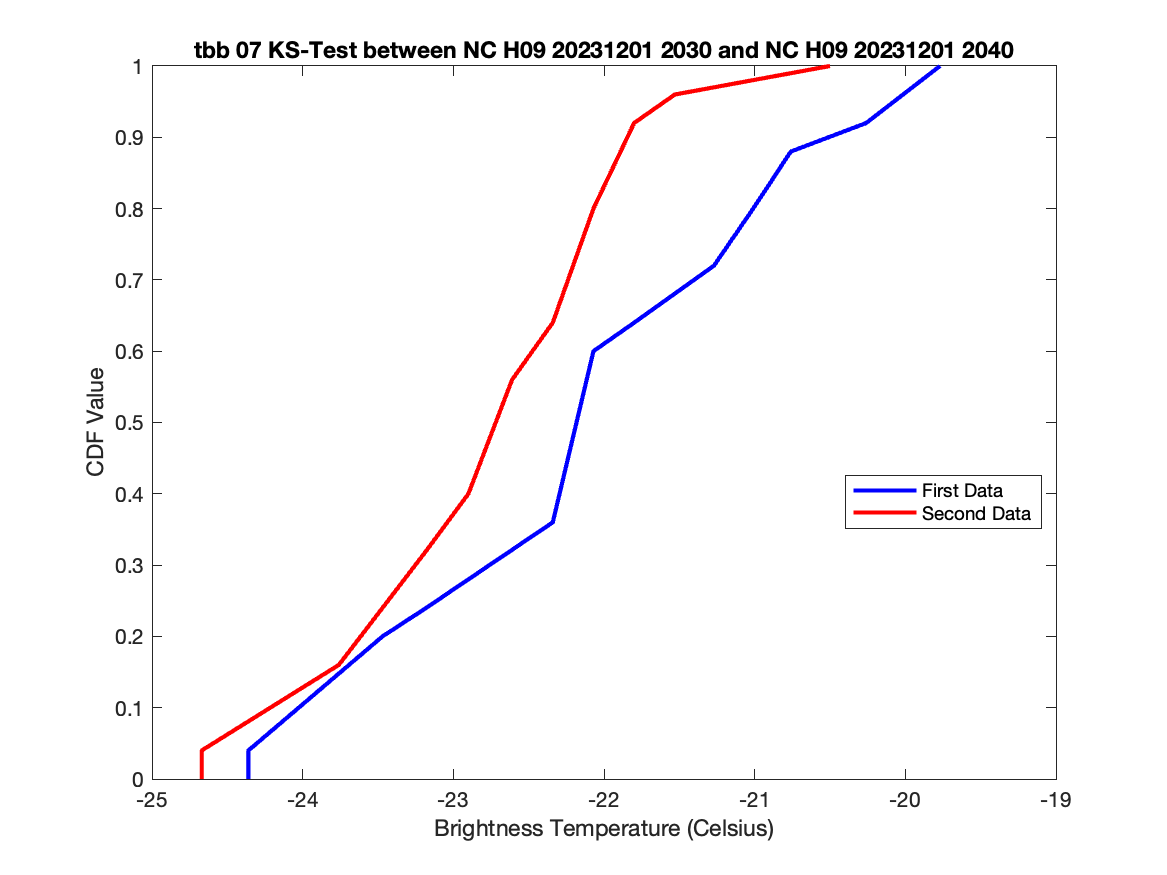 tbb 07 KS-Test between NC H09 20231201 2030 and NC H09 20231201 2040
1
0.9
0.8
0.7
0.6
0.5
0.4
0.3
0.2
0.1
0
CDF Value
First Data
Second Data
-25 -24 -23 -22 -21 -20 -19
Brightness Temperature (Celsius)